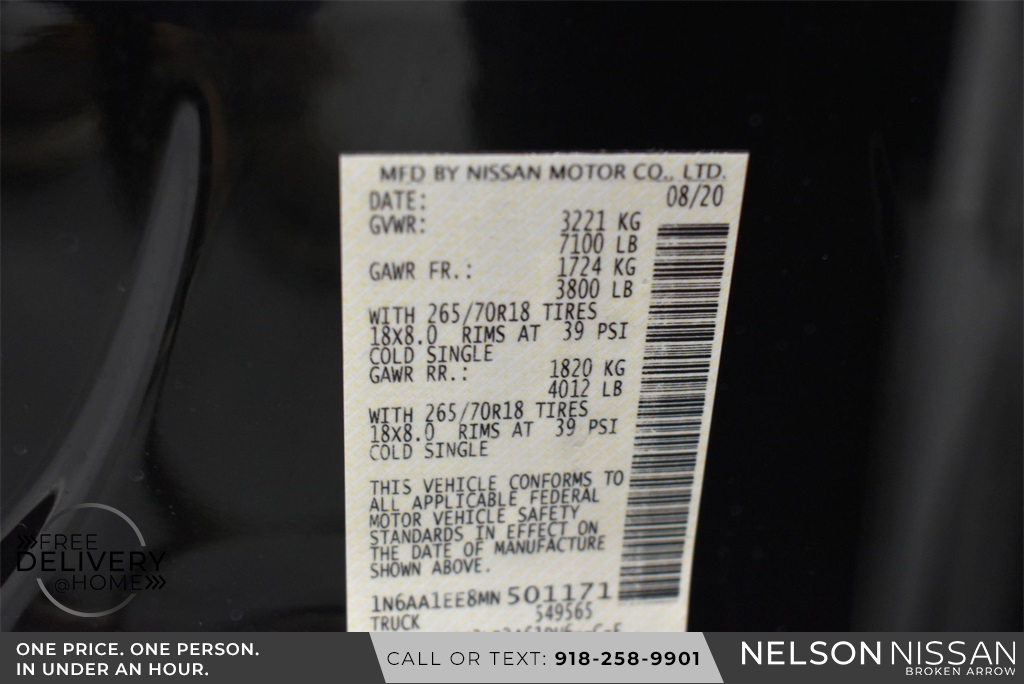 MFD BY NISSAN MOTOR CO., LTD.
DATE: 08/20
GVWR: 3221 KG
7100 LB
GAWR FR.: 1724 KG
3800 LB
WITH 265/70R18 TIRES
18X8.0 RIMS AT 39 PSI
COLD SINGLE
GAWR RR.: 1820 KG
4012 LB
WITH 265/70R18 TIRES
18X8.0 RIMS AT 39 PSI
COLD SINGLE
THIS VEHICLE CONFORMS TO
ALL APPLICABLE FEDERAL
MOTOR VEHICLE SAFETY
STANDARDS IN EFFECT ON
THE DATE OF MANUFACTURE
SHOWN ABOVE.
1N6AA1EE8MN 501171
TRUCK 549565
FREE
DELIVERY
@HOME
ONE PRICE. ONE PERSON.
IN UNDER AN HOUR.
CALL OR TEXT: 918-258-9901
NELSON NISSAN
BROKEN ARROW